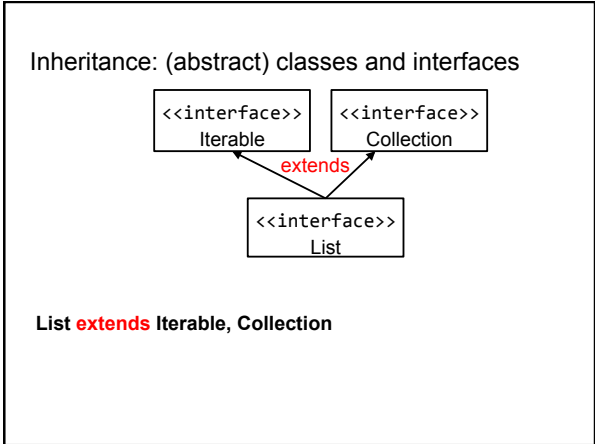 Inheritance: (abstract) classes and interfaces
<<interface>> <<interface>>
Iterable Collection
extends
<<interface>>
List
List extends Iterable, Collection